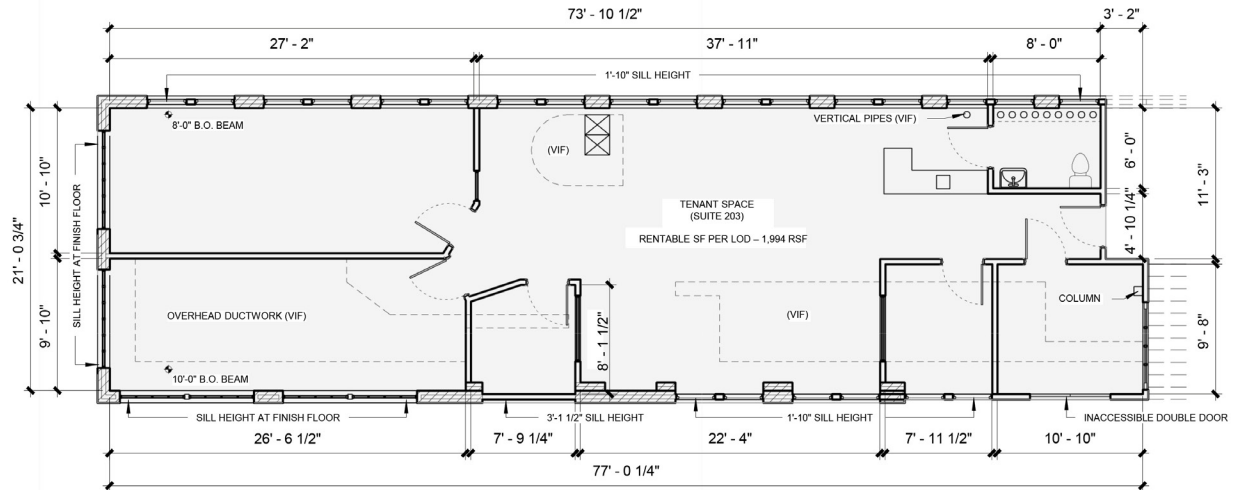 73' - 10 1/2"
3' - 2"
27' - 2"
37' - 11"
8' - 0"
1'-10" SILL HEIGHT
8'-0" B.O. BEAM
VERTICAL PIPES (VIF)
(VIF)
21' - 0 3/4"
10' - 10"
9' - 10"
SILL HEIGHT AT FINISH FLOOR
6' - 0"
4' - 10 1/4"
11' - 3"
9' - 8"
TENANT SPACE
(SUITE 203)
RENTABLE SF PER LOD – 1,994 RSF
COLUMN
OVERHEAD DUCTWORK (VIF)
(VIF)
8' - 1 1/2"
10'-0" B.O. BEAM
SILL HEIGHT AT FINISH FLOOR
3'-1 1/2" SILL HEIGHT
1'-10" SILL HEIGHT
INACCESSIBLE DOUBLE DOOR
26' - 6 1/2"
7' - 9 1/4"
22' - 4"
7' - 11 1/2"
10' - 10"
77' - 0 1/4"